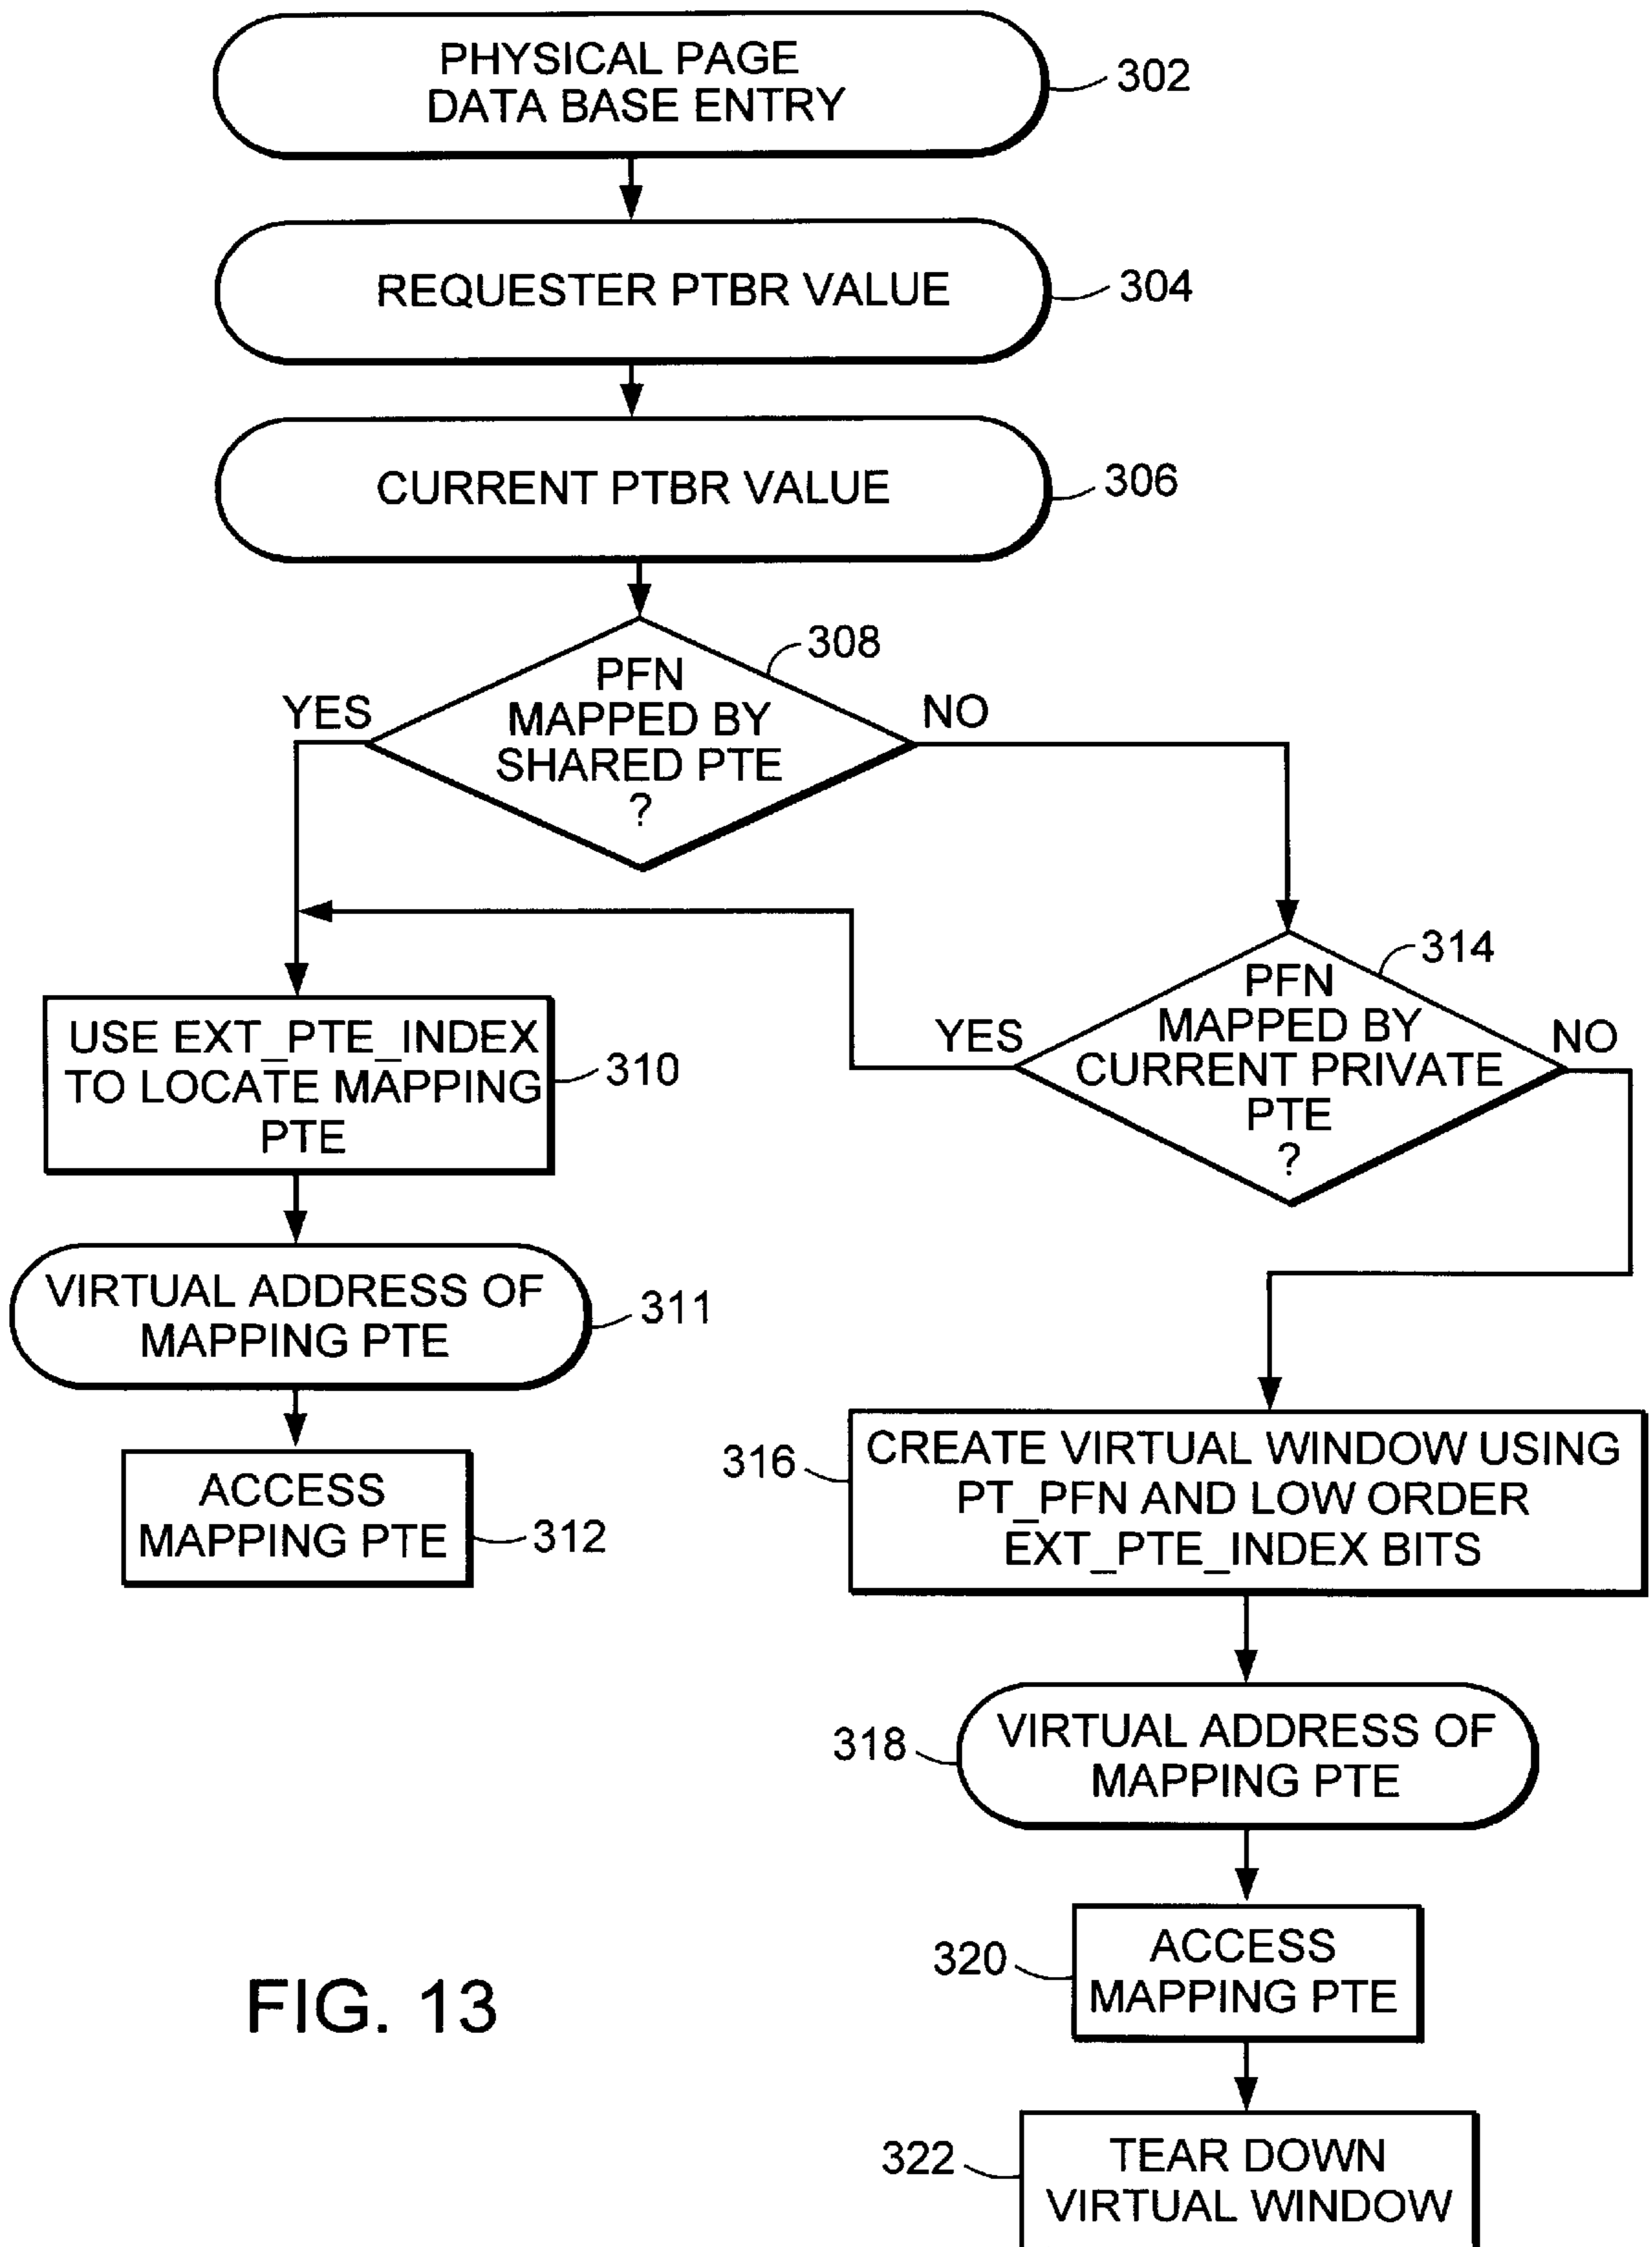 PHYSICAL PAGE
DATA BASE ENTRY
302
REQUESTER PTBR VALUE
304
CURRENT PTBR VALUE
306
308
PFN
MAPPED BY
SHARED PTE
?
YES
NO
314
PFN
MAPPED BY
CURRENT PRIVATE
PTE
?
YES
NO
USE EXT_PTE_INDEX
TO LOCATE MAPPING
PTE
310
VIRTUAL ADDRESS OF
MAPPING PTE
311
ACCESS
MAPPING PTE
312
316
CREATE VIRTUAL WINDOW USING
PT_PFN AND LOW ORDER
EXT_PTE_INDEX BITS
318
VIRTUAL ADDRESS OF
MAPPING PTE
320
ACCESS
MAPPING PTE
322
TEAR DOWN
VIRTUAL WINDOW
FIG. 13